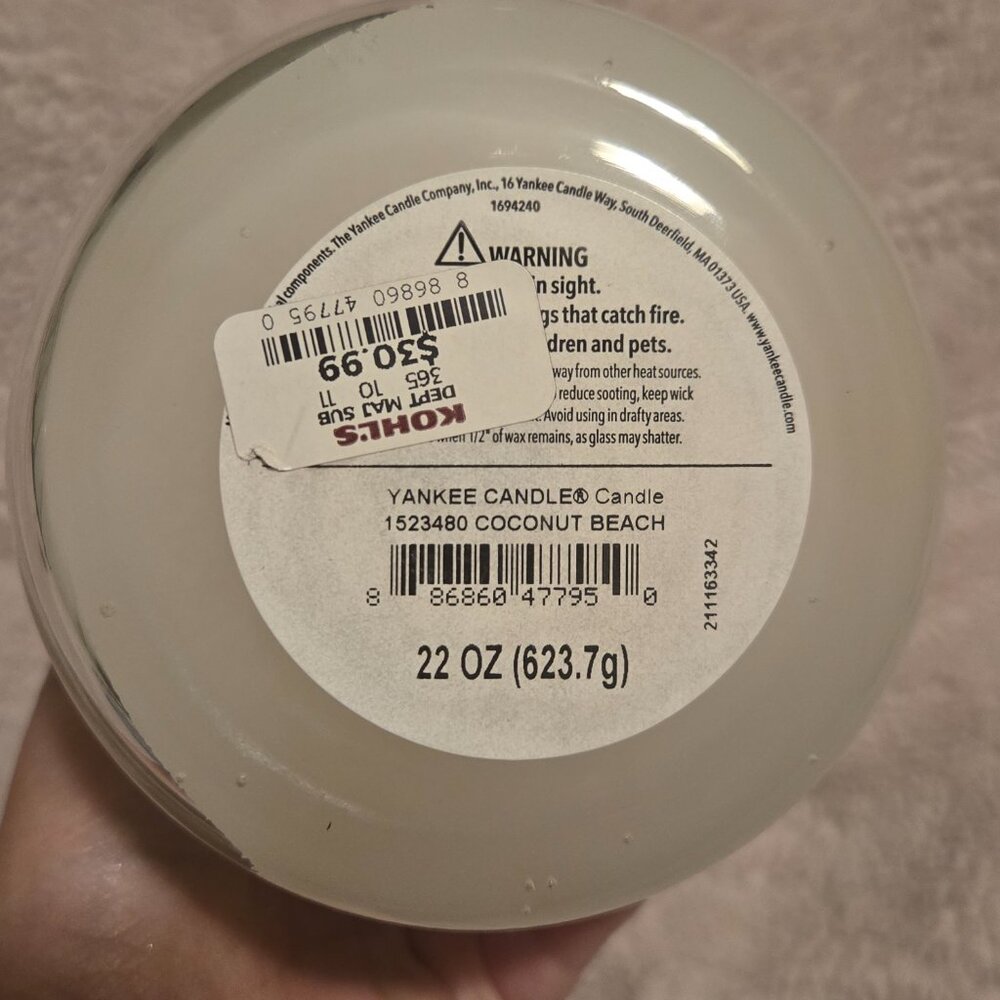 al components. The Yankee Candle Company, Inc., 16 Yankee Candle Way, South Deerfield, MA 01373 USA. www.yankeecandle.com
1694240
WARNING
in sight.
gs that catch fire.
dren and pets.
way from other heat sources.
reduce sooting, keep wick
Avoid using in drafty areas.
when 1/2" of wax remains, as glass may shatter.
KOHL'S
DEPT MAJ SUB
365 10 11
$30.99
8 86860 47795 0
YANKEE CANDLE® Candle
1523480 COCONUT BEACH
8 86860 47795 0
211163342
22 OZ (623.7g)